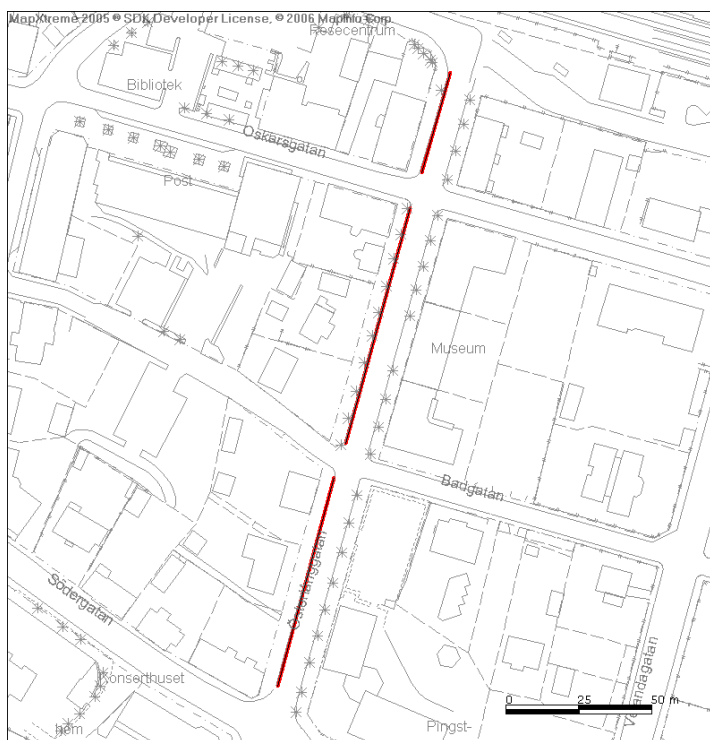 MapXtreme 2005 ® SDK Developer License, © 2006 MapInfo Corp.
Resecentrum
Bibliotek
Oskarsgatan
Post
Museum
Badgatan
Österlånggatan
Södergatan
Konserthuset
hem
Pingst-
0 25 50 m